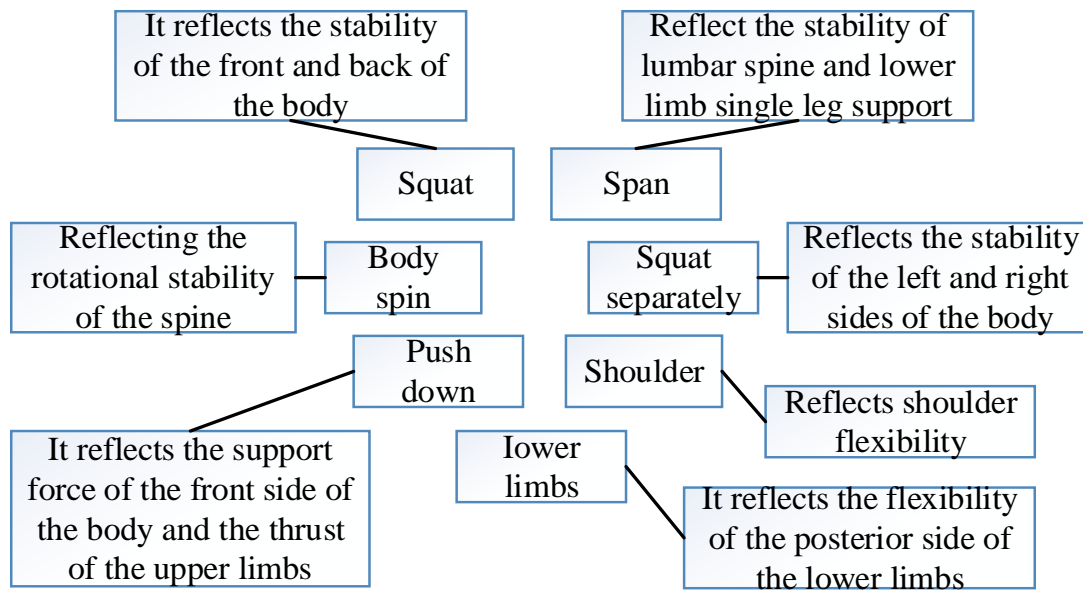 It reflects the stability
of the front and back of
the body
Reflect the stability of
lumbar spine and lower
limb single leg support
Squat
Span
Reflecting the
rotational stability
of the spine
Body
spin
Squat
separately
Reflects the stability
of the left and right
sides of the body
Push
down
Shoulder
Reflects shoulder
flexibility
It reflects the support
force of the front side of
the body and the thrust
of the upper limbs
lower
limbs
It reflects the flexibility
of the posterior side of
the lower limbs